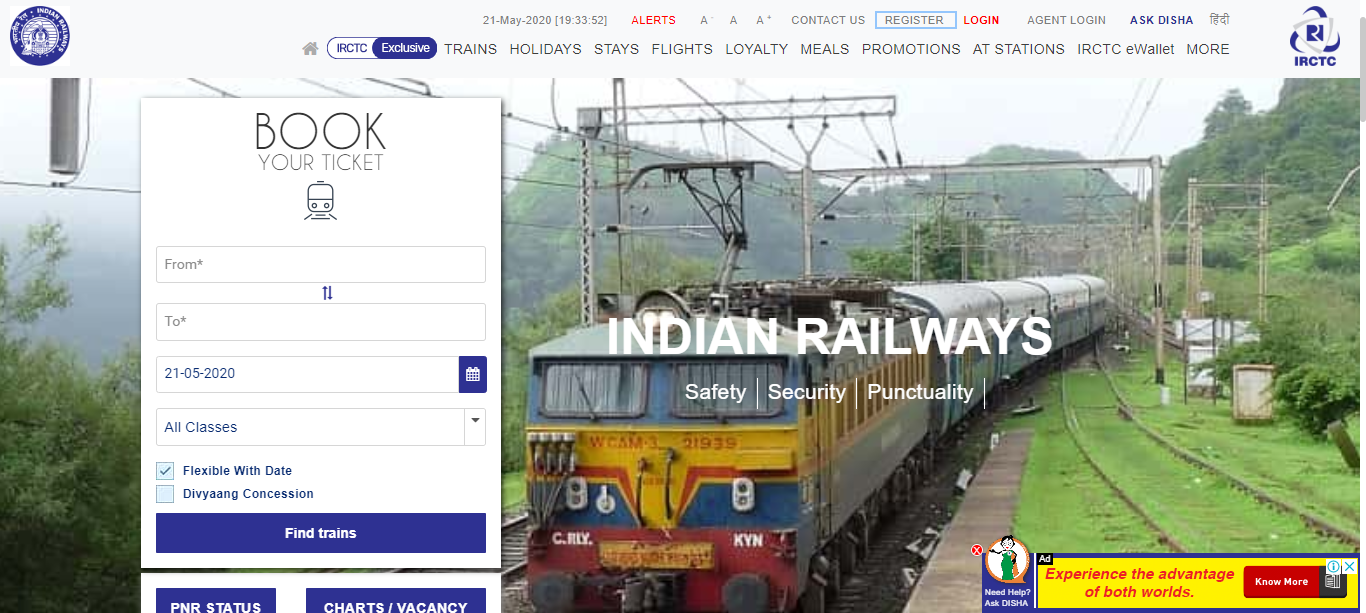 INDIAN RAILWAYS
21-May-2020 [19:33:52] ALERTS A- A A+ CONTACT US REGISTER LOGIN AGENT LOGIN ASK DISHA हिंदी
IRCTC Exclusive TRAINS HOLIDAYS STAYS FLIGHTS LOYALTY MEALS PROMOTIONS AT STATIONS IRCTC eWallet MORE
IRCTC
BOOK
YOUR TICKET
From*
To*
21-05-2020
All Classes
Flexible With Date
Divyaang Concession
Find trains
PNR STATUS CHARTS / VACANCY
INDIAN RAILWAYS
Safety Security Punctuality
WCAM-3 21939
C.RLY. KYN
Need Help?
Ask DISHA
Ad
Experience the advantage
of both worlds.
Know More